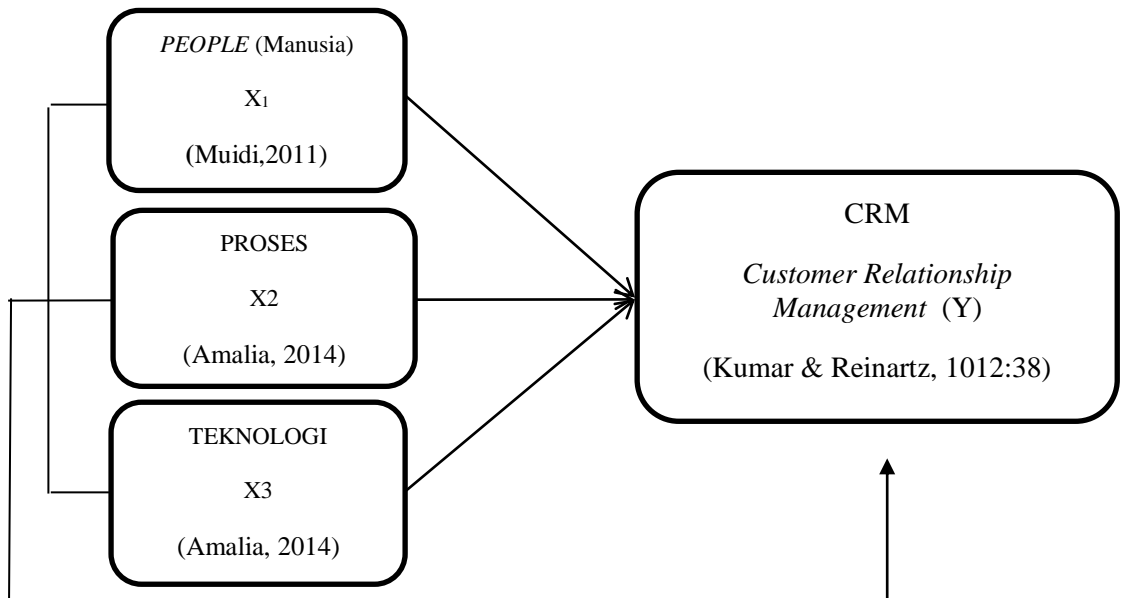 PEOPLE (Manusia)
X1
(Muidi,2011)
PROSES
X2
(Amalia, 2014)
TEKNOLOGI
X3
(Amalia, 2014)
CRM
Customer Relationship
Management (Y)
(Kumar & Reinartz, 1012:38)